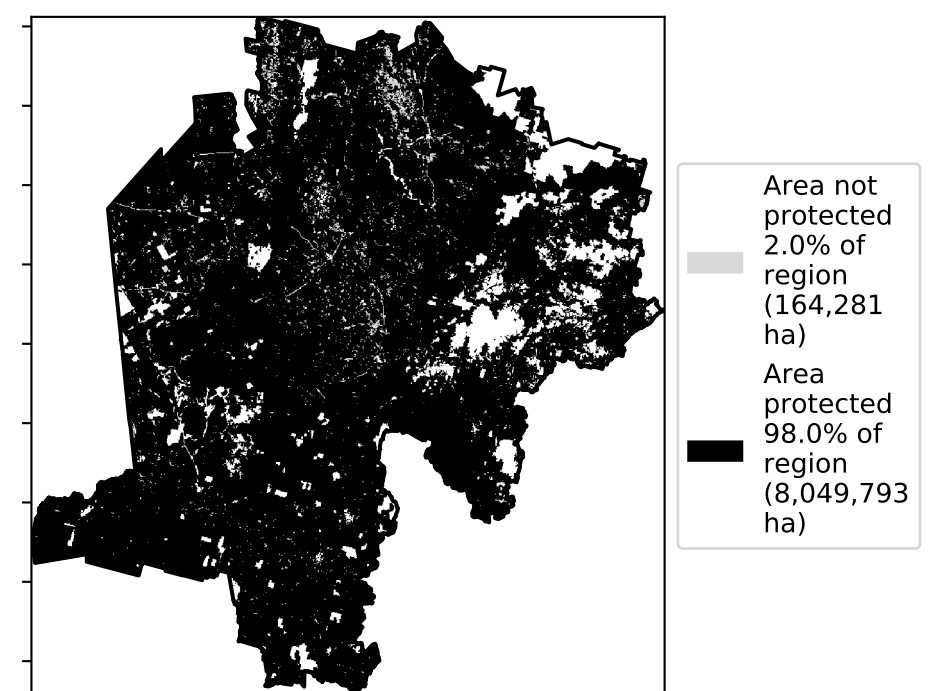 Area not
protected
2.0% of
region
(164,281
ha)
Area
protected
98.0% of
region
(8,049,793
ha)